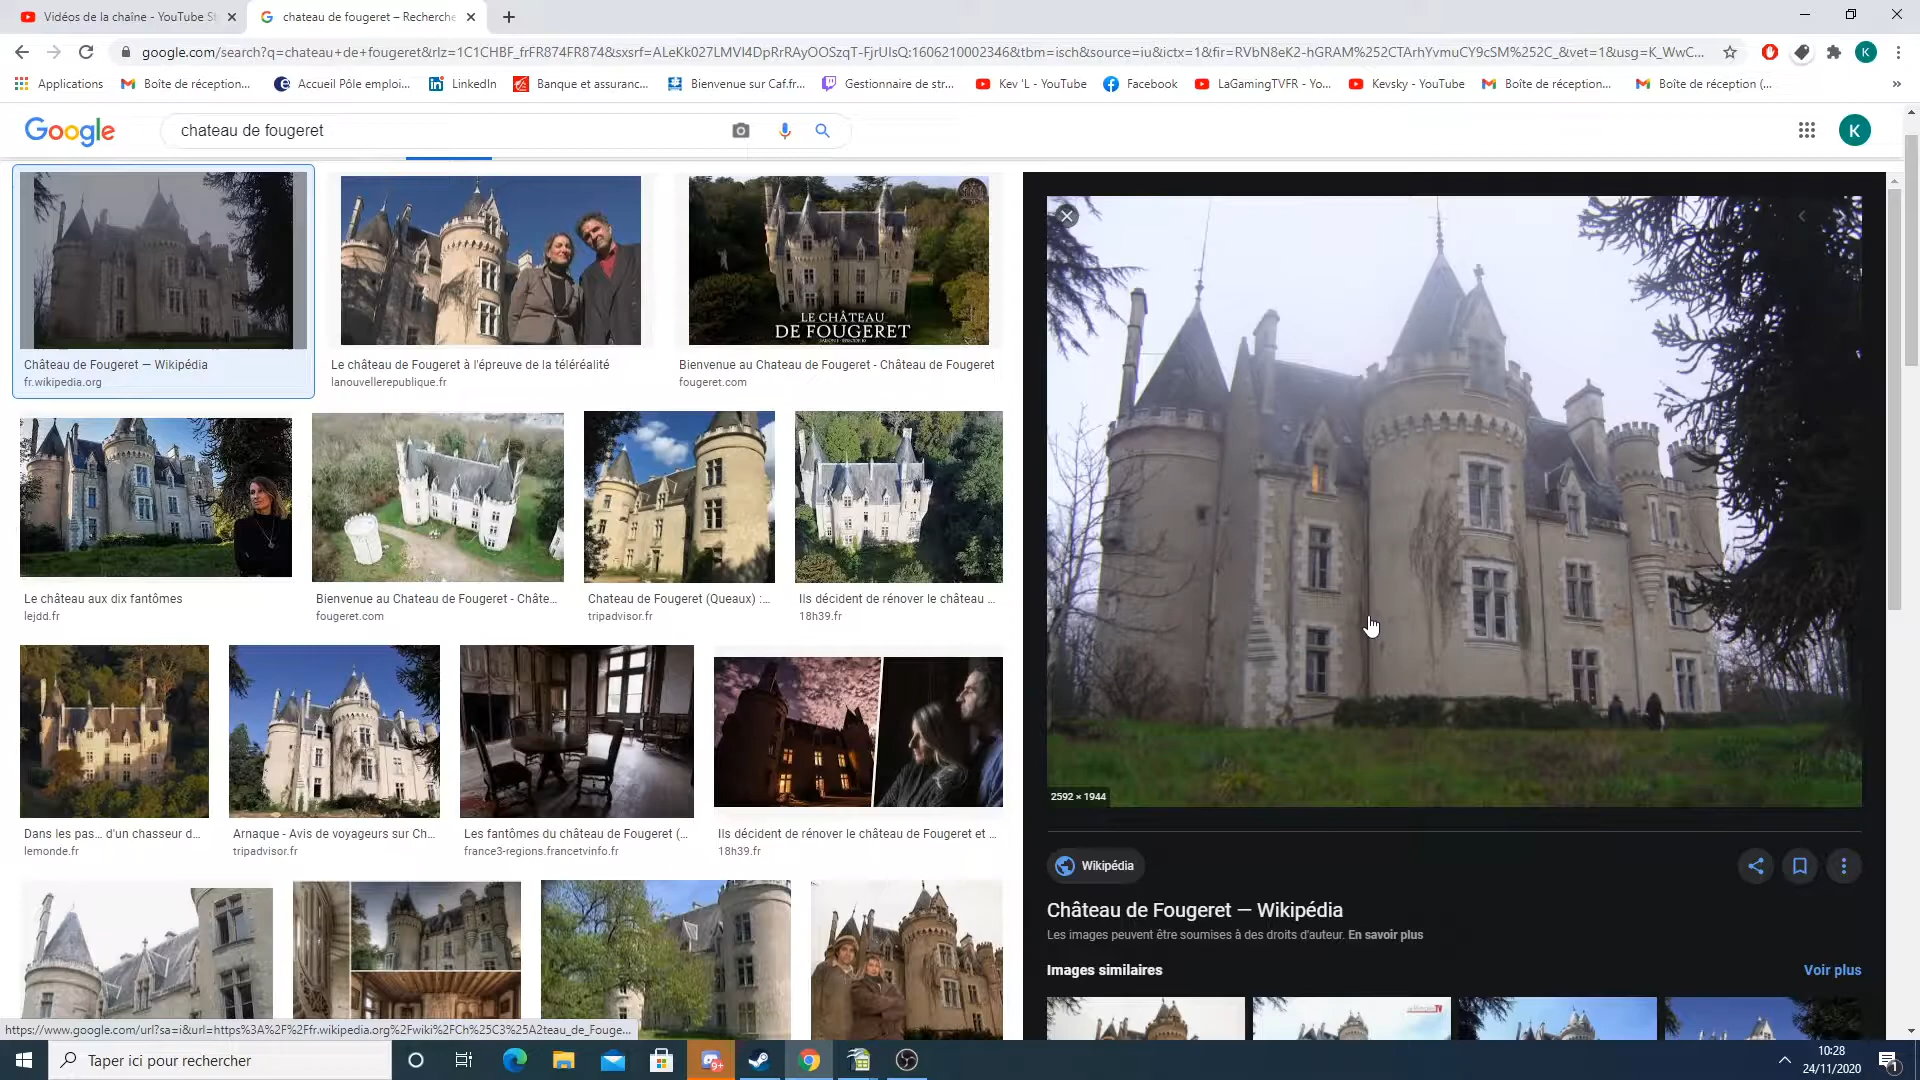 Vidéos de la chaîne - YouTube St
chateau de fougeret – Recherche
google.com/search?q=chateau+de+fougeret&rlz=1C1CHBF_frFR874FR874&sxsrf=ALeKk027LMVI4DpRrRAyOOSzqT-FjrUIsQ:1606210002346&tbm=isch&source=iu&ictx=1&fir=RVbN8eK2-hGRAM%252CTArhYvmuCY9cSM%252C_&vet=1&usg=K_WwC...
Applications
Boîte de réception...
Accueil Pôle emploi...
LinkedIn
Banque et assuranc...
Bienvenue sur Caf.fr...
Gestionnaire de str...
Kev 'L - YouTube
Facebook
LaGamingTVFR - Yo...
Kevsky - YouTube
Boîte de réception...
Boîte de réception (...
Google
chateau de fougeret
K
LE CHÂTEAU
DE FOUGERET
Château de Fougeret — Wikipédia
fr.wikipedia.org
Le château de Fougeret à l'épreuve de la téléréalité
lanouvellerepublique.fr
Bienvenue au Chateau de Fougeret - Château de Fougeret
fougeret.com
Le château aux dix fantômes
lejdd.fr
Bienvenue au Chateau de Fougeret - Châte...
fougeret.com
Chateau de Fougeret (Queaux) :...
tripadvisor.fr
Ils décident de rénover le château ...
18h39.fr
Dans les pas... d'un chasseur d...
lemonde.fr
Arnaque - Avis de voyageurs sur Ch...
tripadvisor.fr
Les fantômes du château de Fougeret (...
france3-regions.francetvinfo.fr
Ils décident de rénover le château de Fougeret et ...
18h39.fr
2592 × 1944
Wikipédia
Château de Fougeret — Wikipédia
Les images peuvent être soumises à des droits d'auteur. En savoir plus
Images similaires
Voir plus
https://www.google.com/url?sa=i&url=https%3A%2F%2Ffr.wikipedia.org%2Fwiki%2FCh%25C3%25A2teau_de_Fouge...
Taper ici pour rechercher
9+
10:28
24/11/2020
1